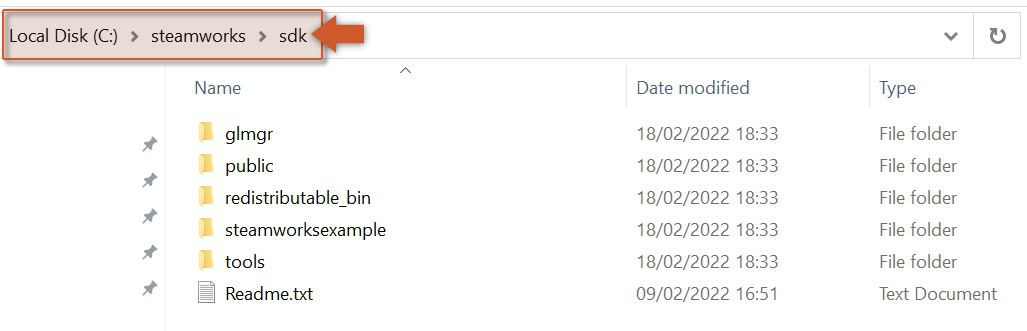 Local Disk (C:) > steamworks > sdk
Name Date modified Type
glmgr 18/02/2022 18:33 File folder
public 18/02/2022 18:33 File folder
redistributable_bin 18/02/2022 18:33 File folder
steamworksexample 18/02/2022 18:33 File folder
tools 18/02/2022 18:33 File folder
Readme.txt 09/02/2022 16:51 Text Document